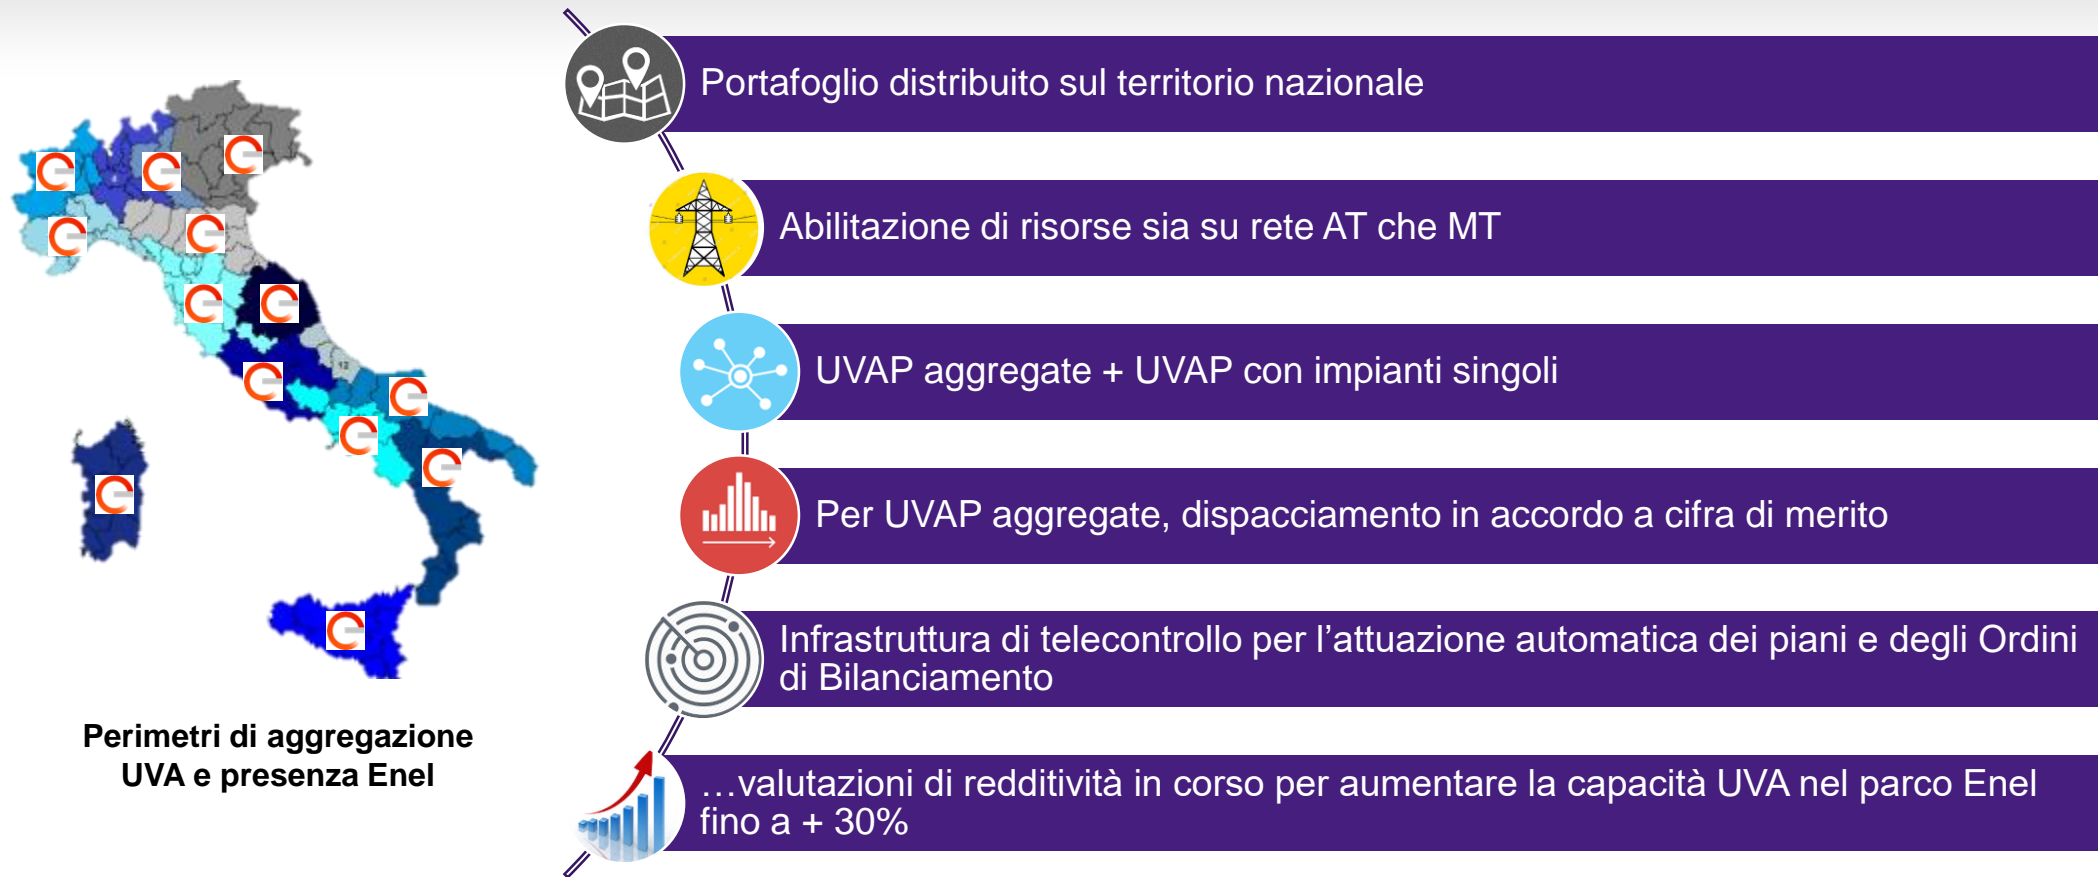 Portafoglio distribuito sul territorio nazionale
Abilitazione di risorse sia su rete AT che MT
UVAP aggregate + UVAP con impianti singoli
Per UVAP aggregate, dispacciamento in accordo a cifra di merito
Infrastruttura di telecontrollo per l’attuazione automatica dei piani e degli Ordini
di Bilanciamento
…valutazioni di redditività in corso per aumentare la capacità UVA nel parco Enel
fino a + 30%
12
Perimetri di aggregazione
UVA e presenza Enel